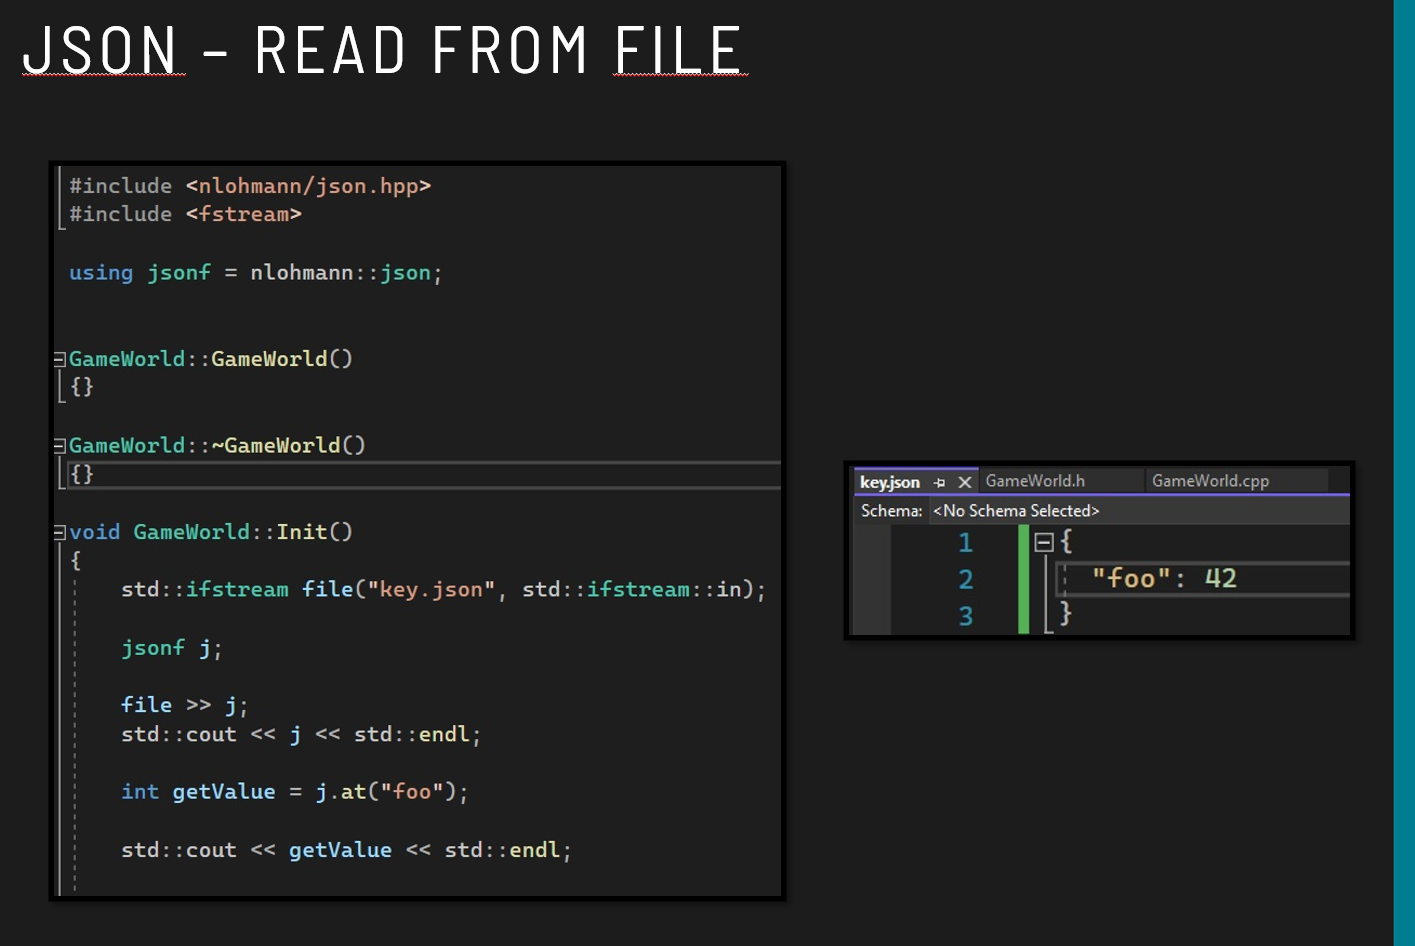 JSON – READ FROM FILE
#include <nlohmann/json.hpp>
#include <fstream>
using jsonf = nlohmann::json;
GameWorld::GameWorld()
{}
GameWorld::~GameWorld()
{}
void GameWorld::Init()
{
std::ifstream file("key.json", std::ifstream::in);
jsonf j;
file >> j;
std::cout << j << std::endl;
int getValue = j.at("foo");
std::cout << getValue << std::endl;
key.json GameWorld.h GameWorld.cpp
Schema: <No Schema Selected>
1 {
2 "foo": 42
3 }